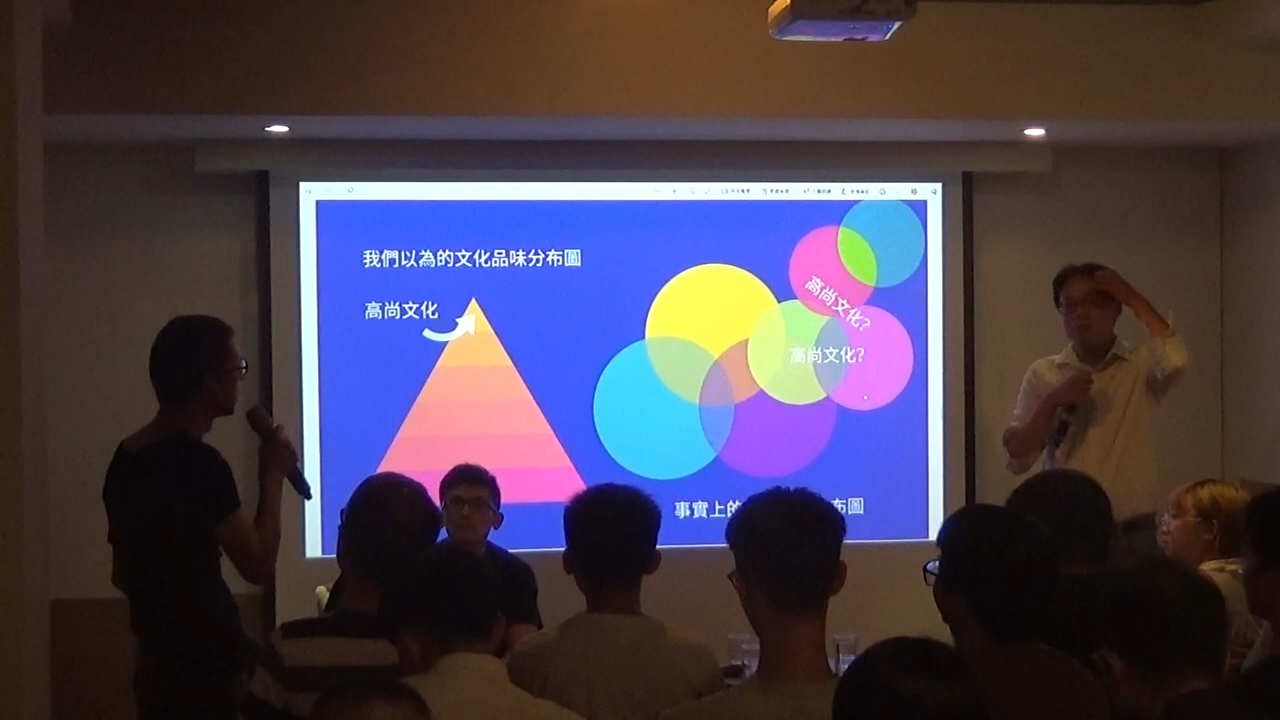 我們以為的文化品味分布圖
高尚文化
高尚文化?
高尚文化?
事實上的
布圖